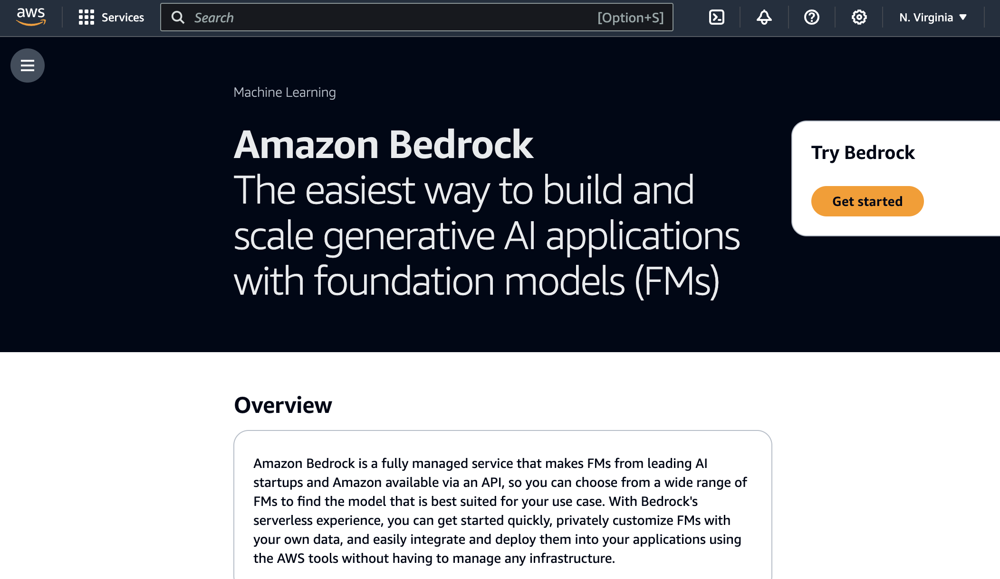 aws
Services
Search
[Option+S]
N. Virginia
Machine Learning
Amazon Bedrock
The easiest way to build and
scale generative AI applications
with foundation models (FMs)
Try Bedrock
Get started
Overview
Amazon Bedrock is a fully managed service that makes FMs from leading AI
startups and Amazon available via an API, so you can choose from a wide range of
FMs to find the model that is best suited for your use case. With Bedrock's
serverless experience, you can get started quickly, privately customize FMs with
your own data, and easily integrate and deploy them into your applications using
the AWS tools without having to manage any infrastructure.